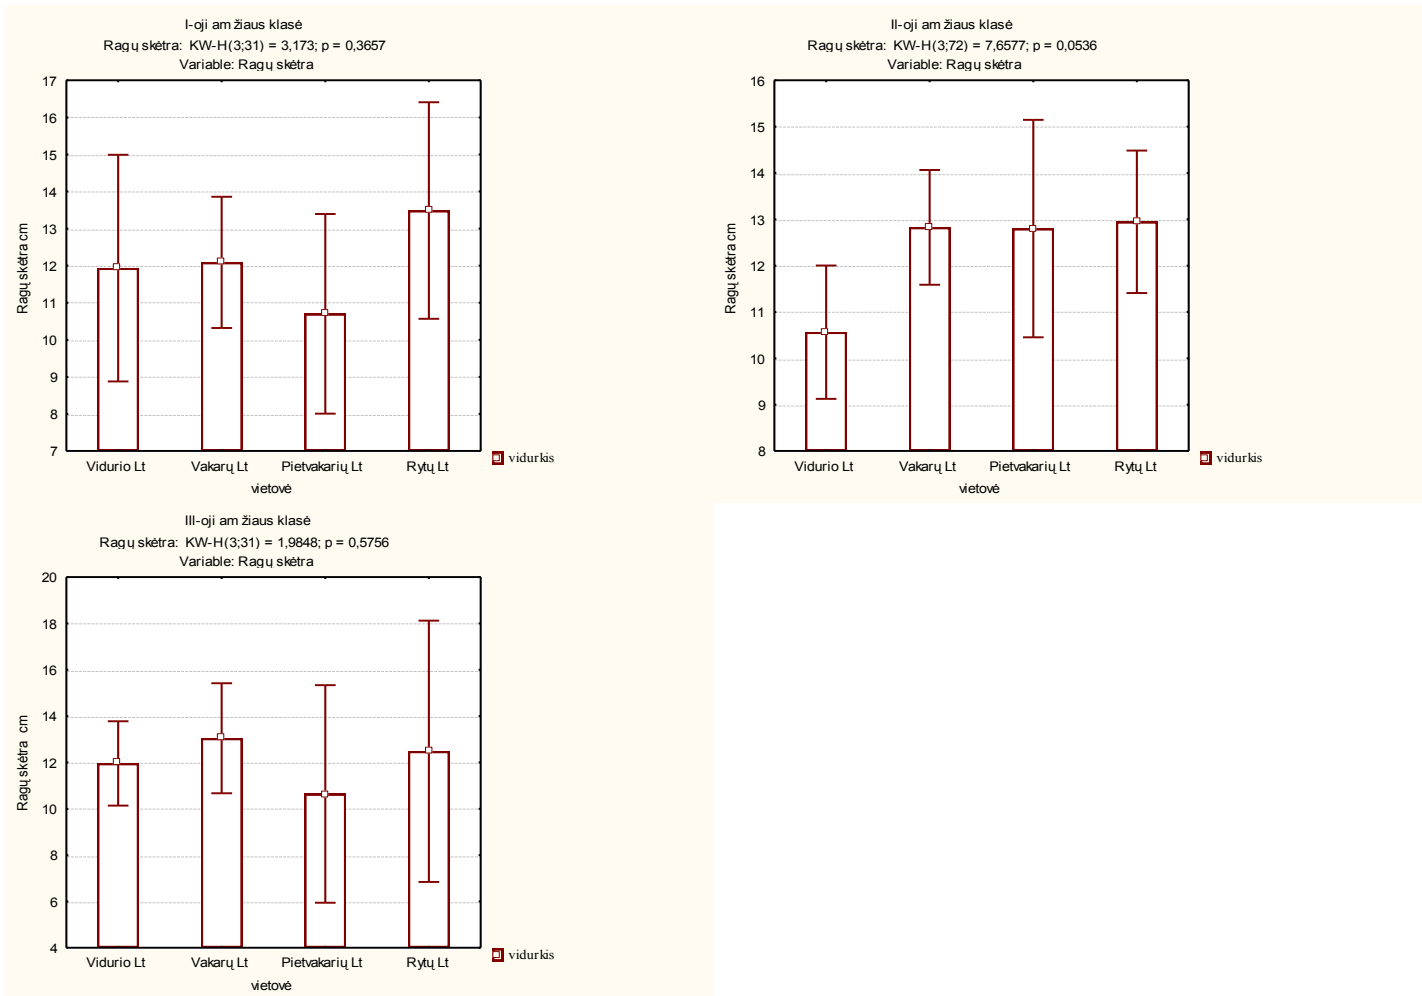 I-oji amžiaus klasė
Ragų skėtra: KW-H(3;31) = 3,173; p = 0,3657
Variable: Ragų skėtra
17
16
15
14
13
12
11
10
9
8
7
Ragų skėtra cm
Vidurio Lt Vakarų Lt Pietvakarių Lt Rytų Lt
vietovė
vidurkis
II-oji amžiaus klasė
Ragų skėtra: KW-H(3;72) = 7,6577; p = 0,0536
Variable: Ragų skėtra
16
15
14
13
12
11
10
9
8
Ragų skėtra cm
Vidurio Lt Vakarų Lt Pietvakarių Lt Rytų Lt
vietovė
vidurkis
III-oji amžiaus klasė
Ragų skėtra: KW-H(3;31) = 1,9848; p = 0,5756
Variable: Ragų skėtra
20
18
16
14
12
10
8
6
4
Ragų skėtra cm
Vidurio Lt Vakarų Lt Pietvakarių Lt Rytų Lt
vietovė
vidurkis